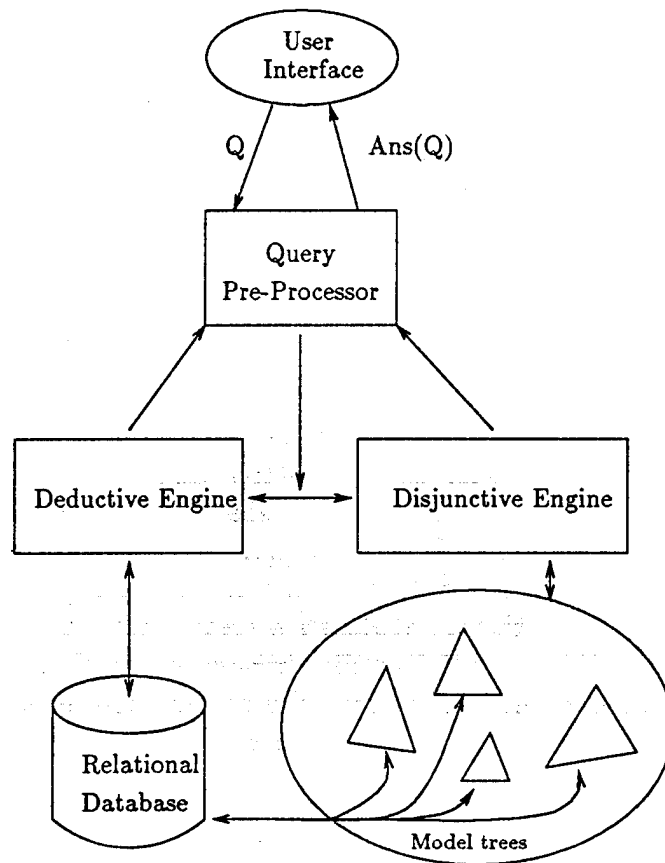 User
Interface
Q
Ans(Q)
Query
Pre-Processor
Deductive Engine
Disjunctive Engine
Relational
Database
Model trees